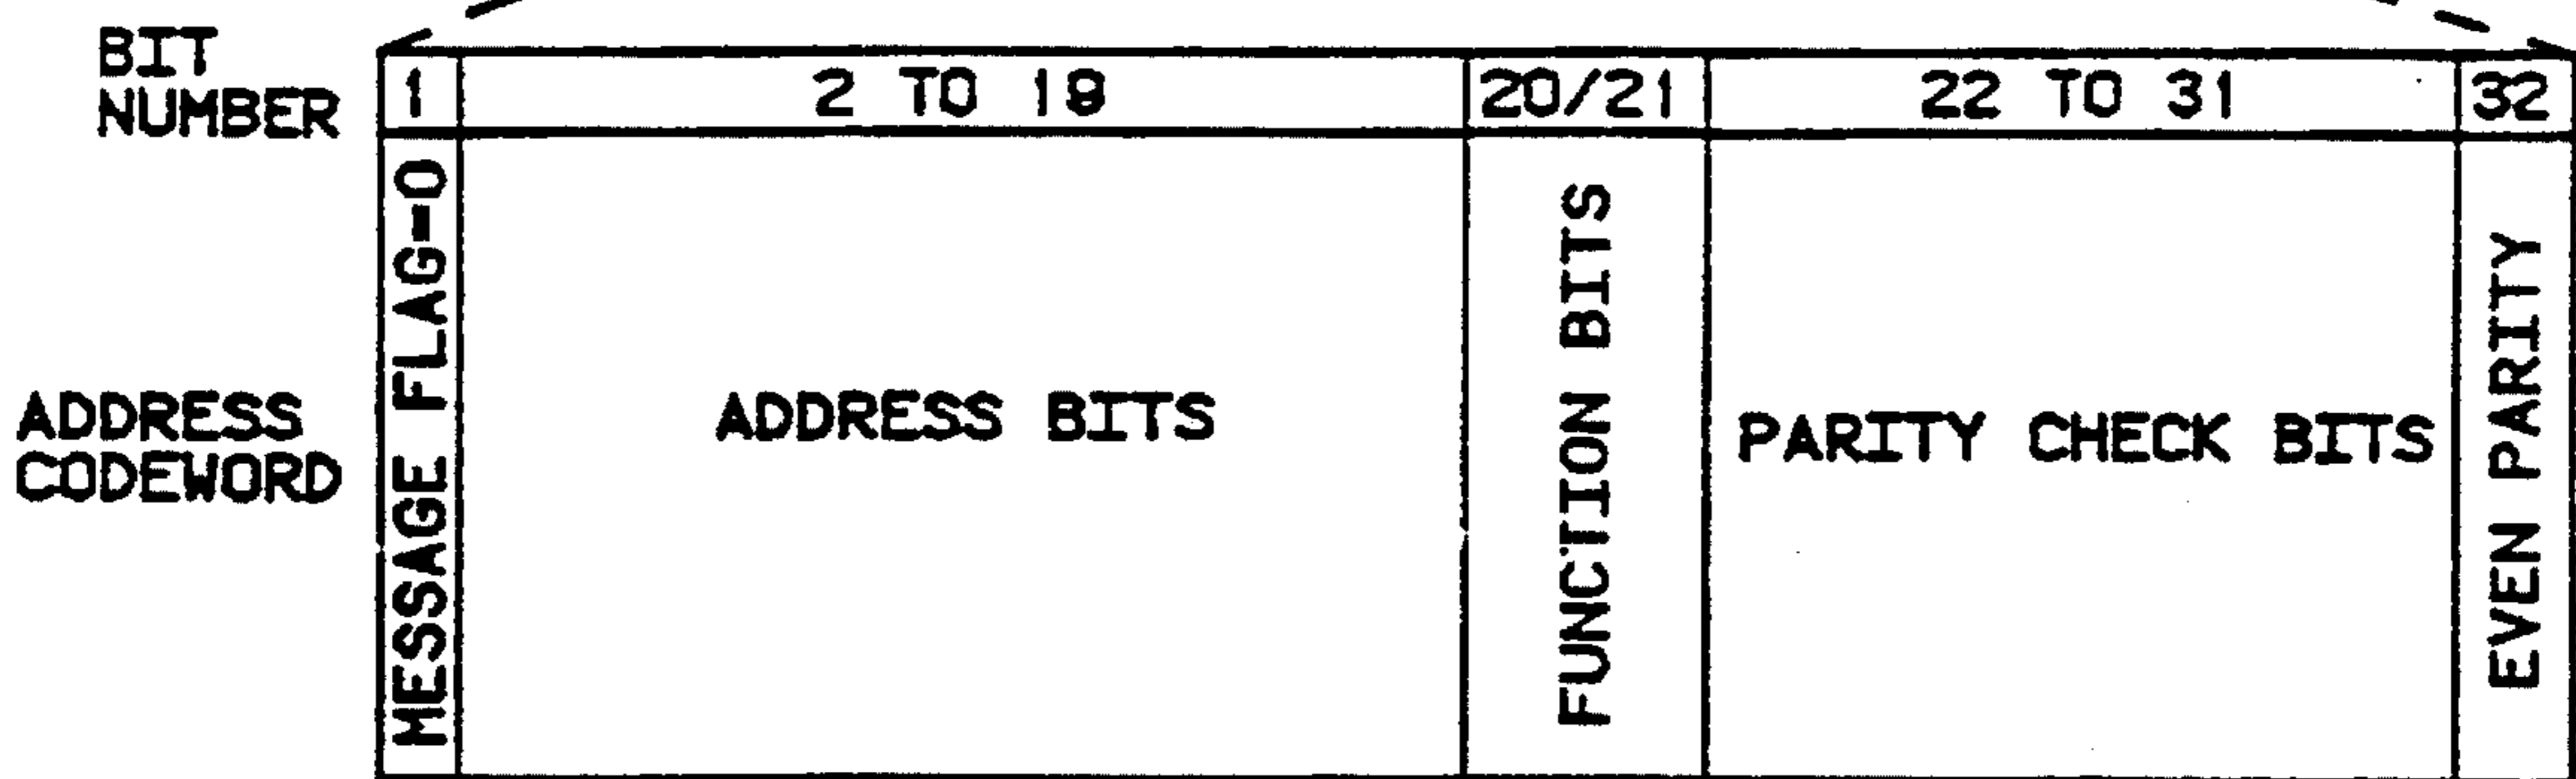 BIT
NUMBER
1
2 TO 19
20/21
22 TO 31
32
ADDRESS
CODEWORD
MESSAGE FLAG=0
ADDRESS BITS
FUNCTION BITS
PARITY CHECK BITS
EVEN PARITY